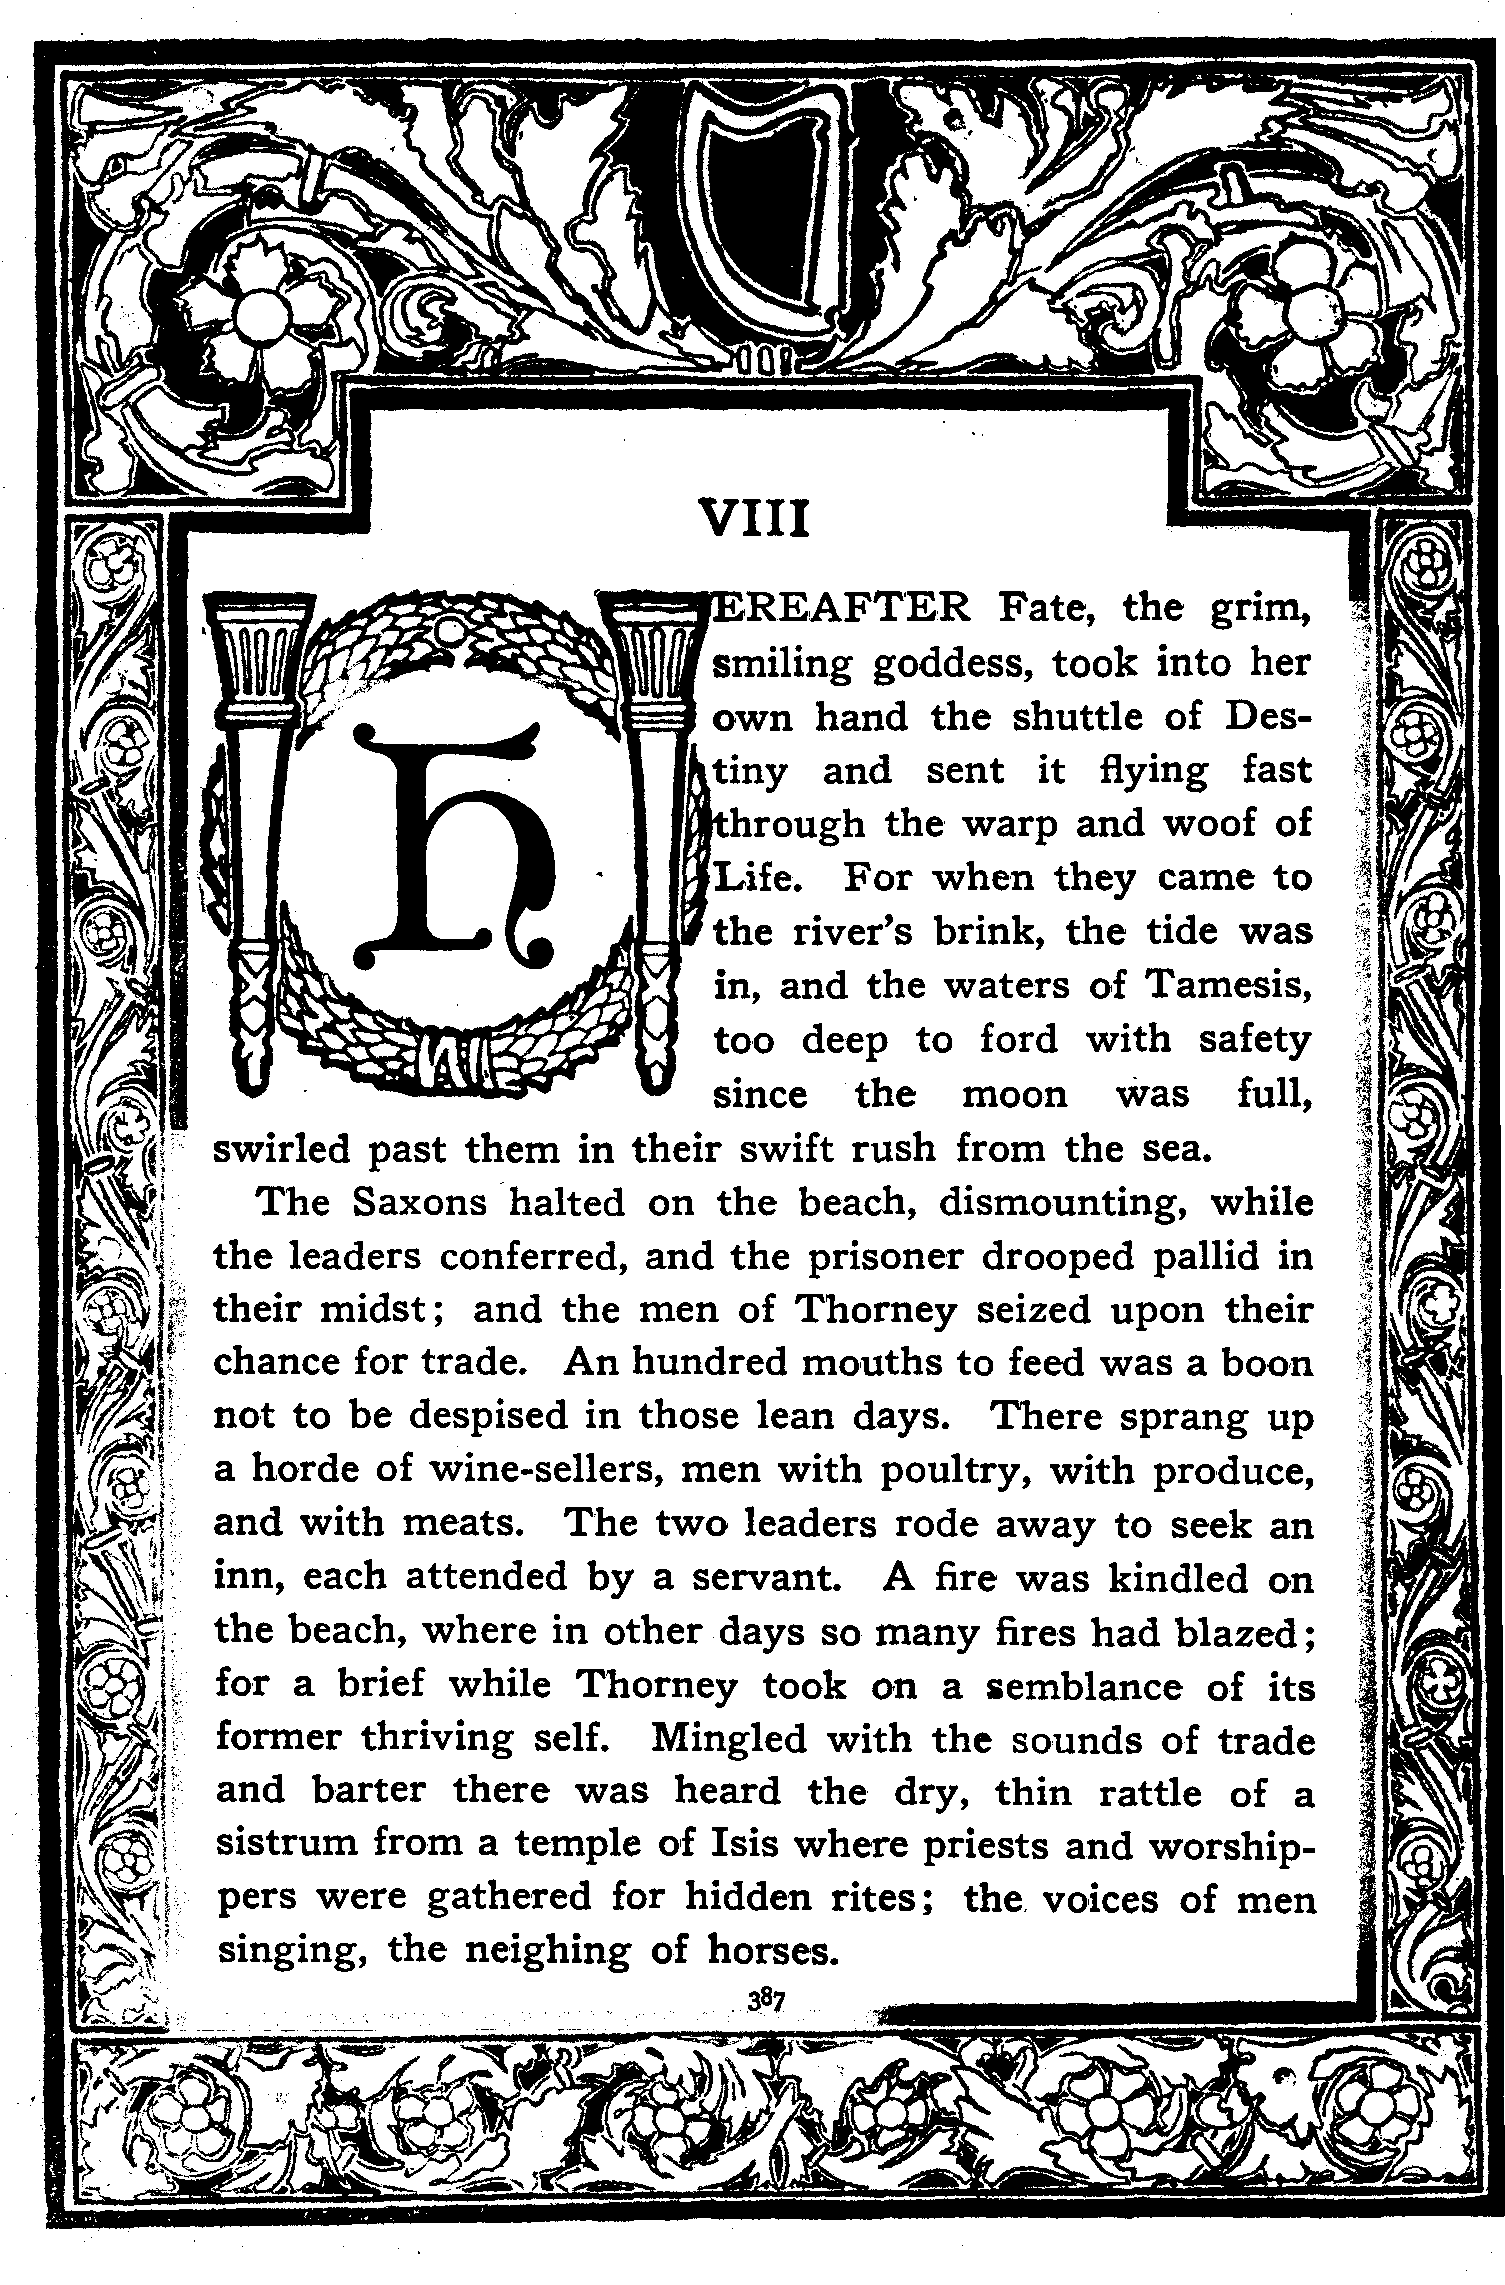 VIII
HEREAFTER Fate, the grim,
smiling goddess, took into her
own hand the shuttle of Des-
tiny and sent it flying fast
through the warp and woof of
Life. For when they came to
the river's brink, the tide was
in, and the waters of Tamesis,
too deep to ford with safety
since the moon was full,
swirled past them in their swift rush from the sea.
The Saxons halted on the beach, dismounting, while
the leaders conferred, and the prisoner drooped pallid in
their midst; and the men of Thorney seized upon their
chance for trade. An hundred mouths to feed was a boon
not to be despised in those lean days. There sprang up
a horde of wine-sellers, men with poultry, with produce,
and with meats. The two leaders rode away to seek an
inn, each attended by a servant. A fire was kindled on
the beach, where in other days so many fires had blazed;
for a brief while Thorney took on a semblance of its
former thriving self. Mingled with the sounds of trade
and barter there was heard the dry, thin rattle of a
sistrum from a temple of Isis where priests and worship-
pers were gathered for hidden rites; the voices of men
singing, the neighing of horses.
387